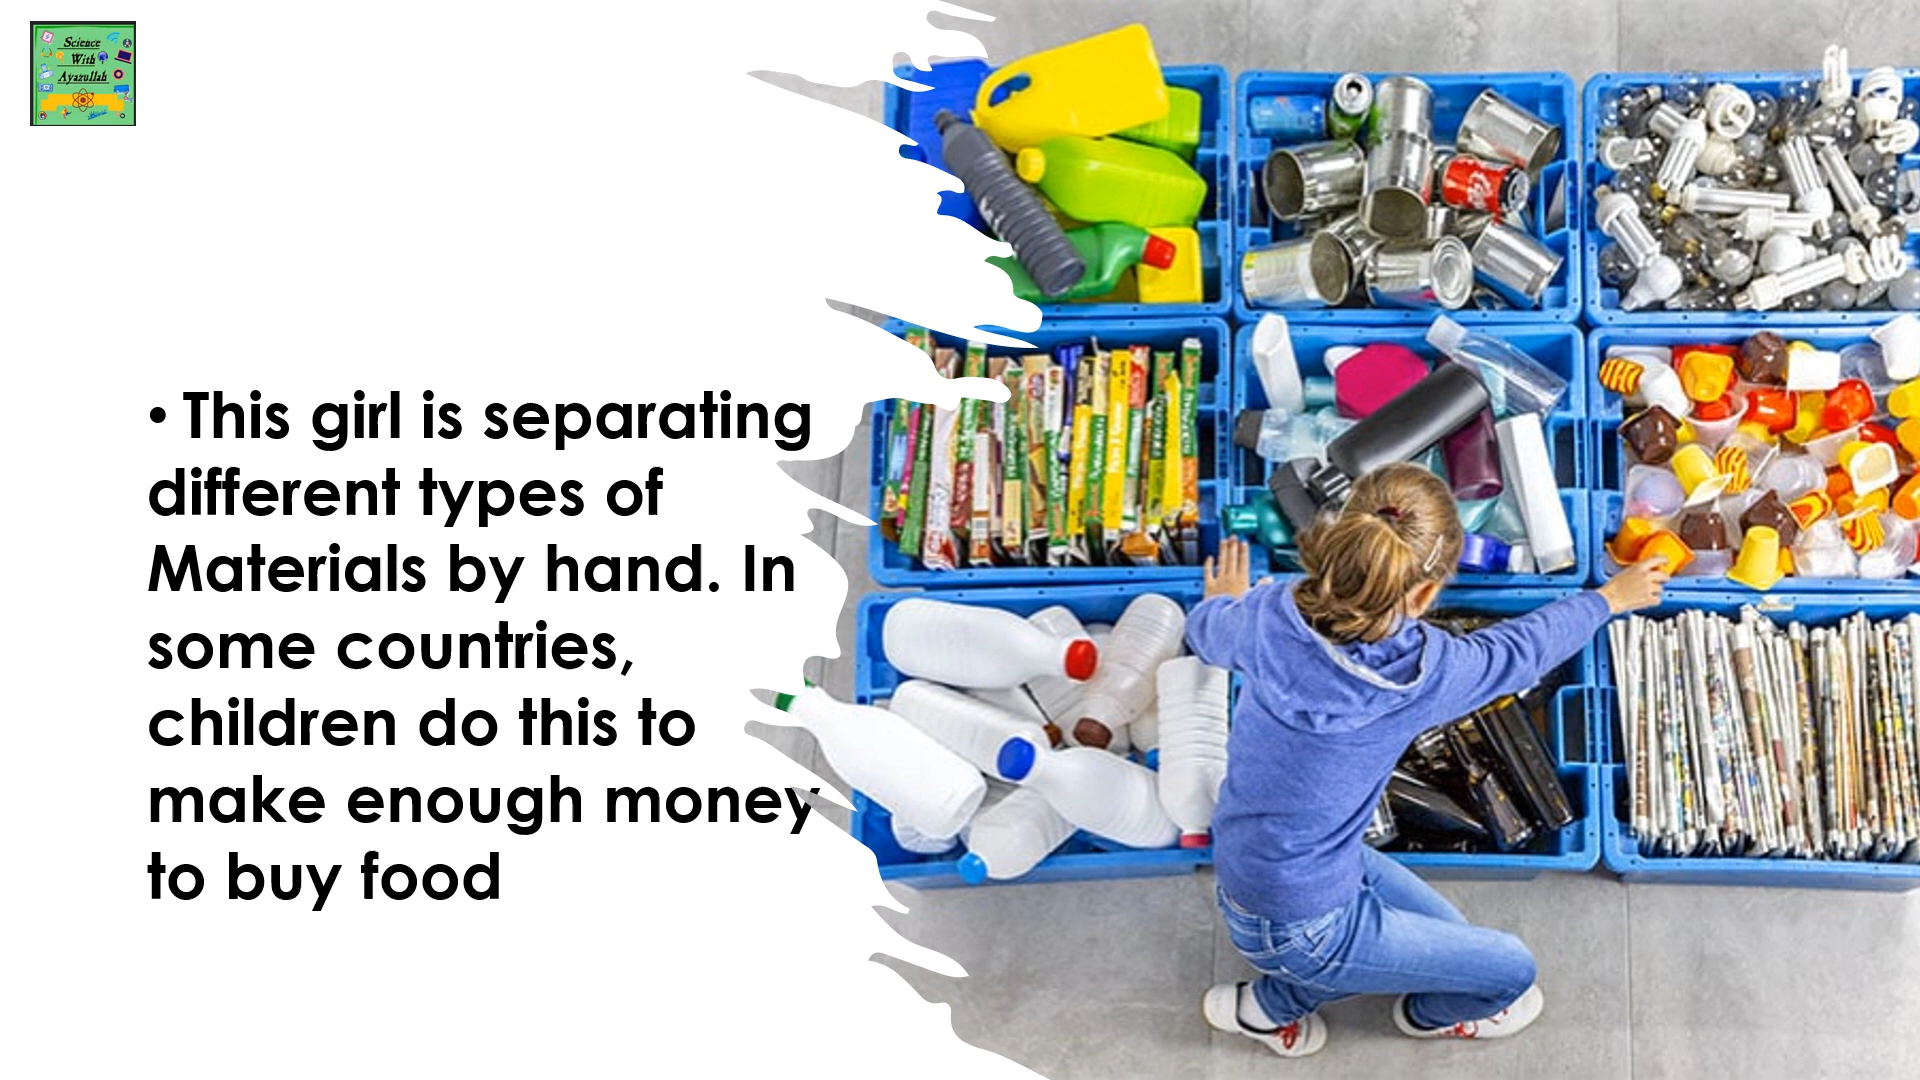 Science
With
Ayazullah
• This girl is separating
different types of
Materials by hand. In
some countries,
children do this to
make enough money
to buy food